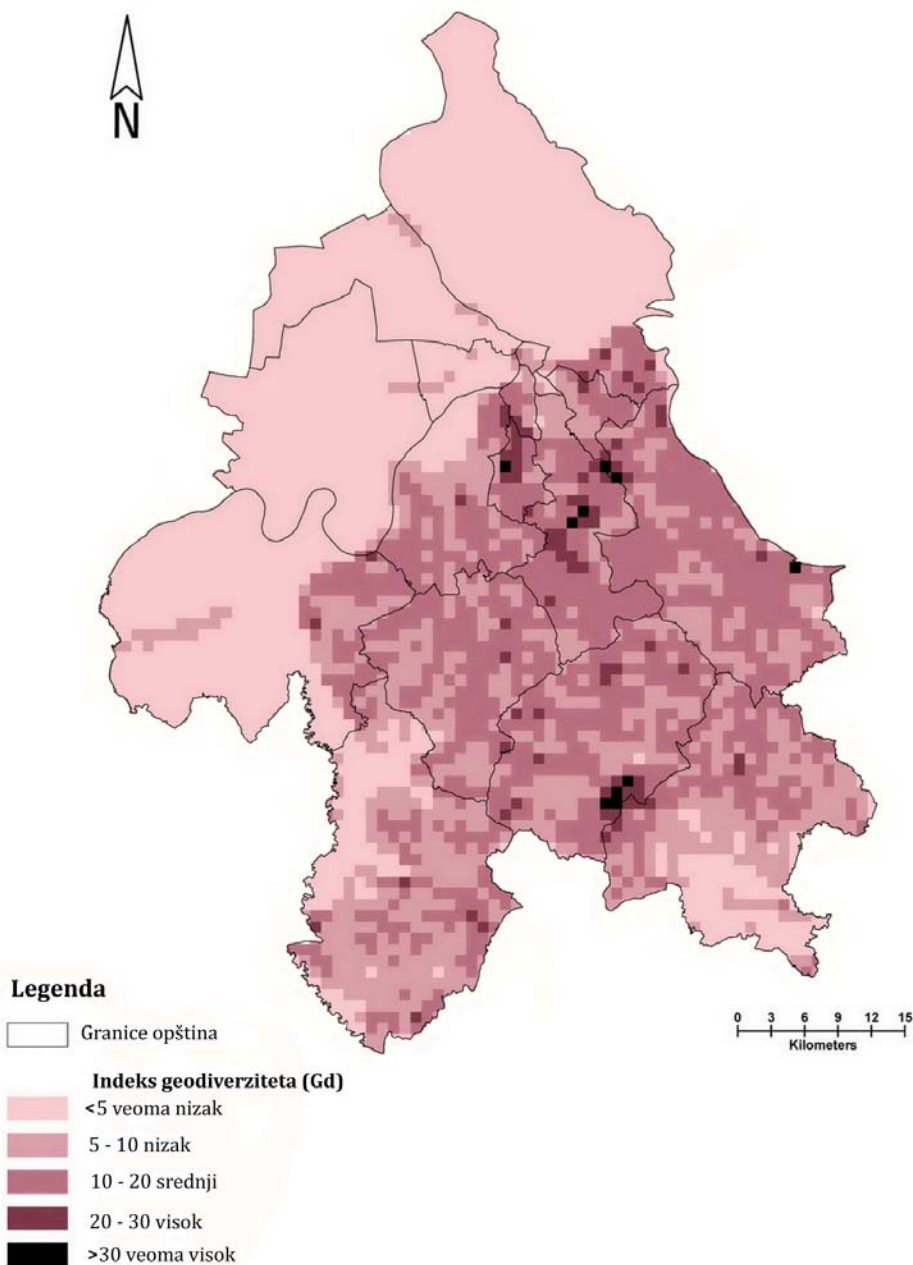 N
Legenda
Granice opština
Indeks geodiverziteta (Gd)
<5 veoma nizak
5 - 10 nizak
10 - 20 srednji
20 - 30 visok
>30 veoma visok
0 3 6 9 12 15
Kilometers